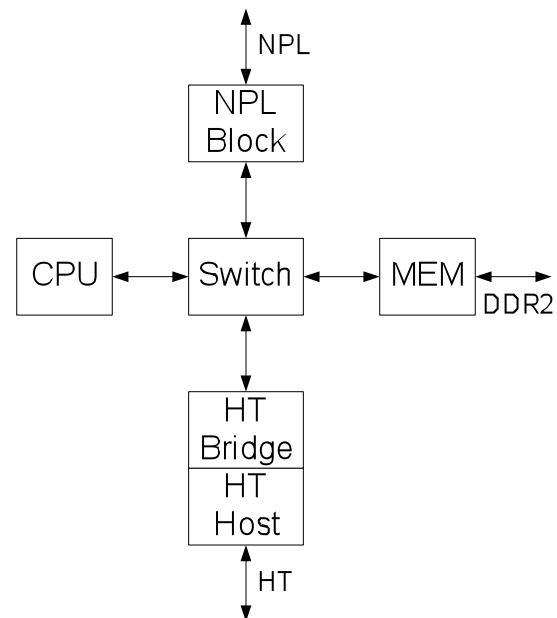 NPL
NPL
Block
CPU
Switch
MEM
DDR2
HT
Bridge
HT
Host
HT